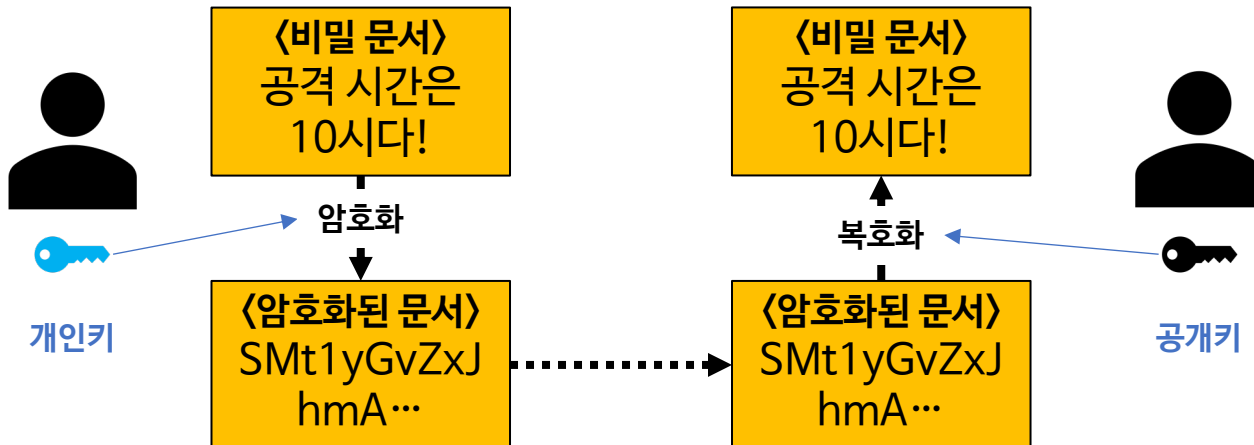 〈비밀 문서〉
공격 시간은
10시다!
암호화
〈암호화된 문서〉
SMt1yGvZxJ
hmA…
개인키
〈비밀 문서〉
공격 시간은
10시다!
복호화
〈암호화된 문서〉
SMt1yGvZxJ
hmA…
공개키